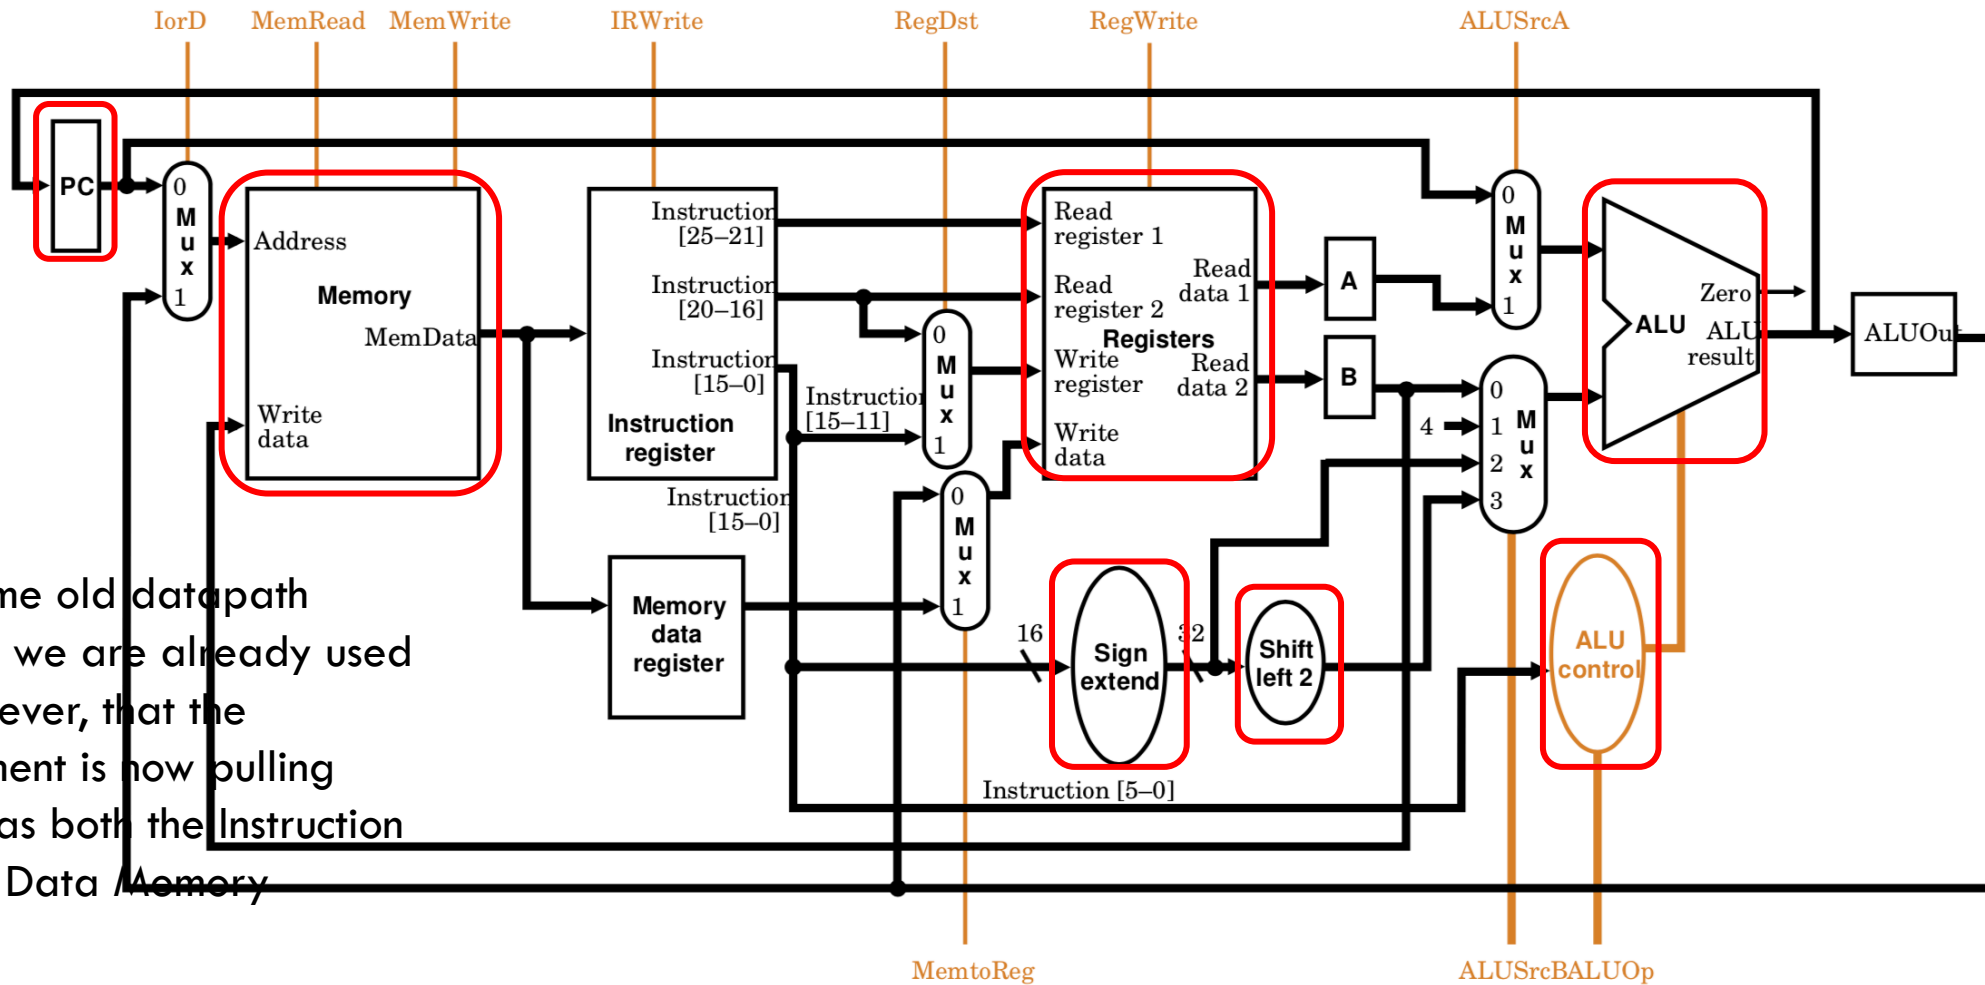 IorD MemRead MemWrite IRWrite RegDst RegWrite ALUSrcA
PC
0
M
u
x
1
Address
Memory
MemData
Write
data
Instruction
[25–21]
Instruction
[20–16]
Instruction
[15–0]
Instruction
register
Instruction
[15–11]
Instruction
[15–0]
0
M
u
x
1
0
M
u
x
1
Memory
data
register
Read
register 1
Read
register 2
Registers
Write
register
Write
data
Read
data 1
Read
data 2
A
B
0
M
u
x
1
4
0
1
2
3
M
u
x
Zero
ALU
ALU
result
ALUOut
16
Sign
extend
32
Shift
left 2
ALU
control
Instruction [5–0]
me old datapath
we are already used
ever, that the
ment is now pulling
as both the Instruction
Data Memory
MemtoReg
ALUSrcB
ALUOp